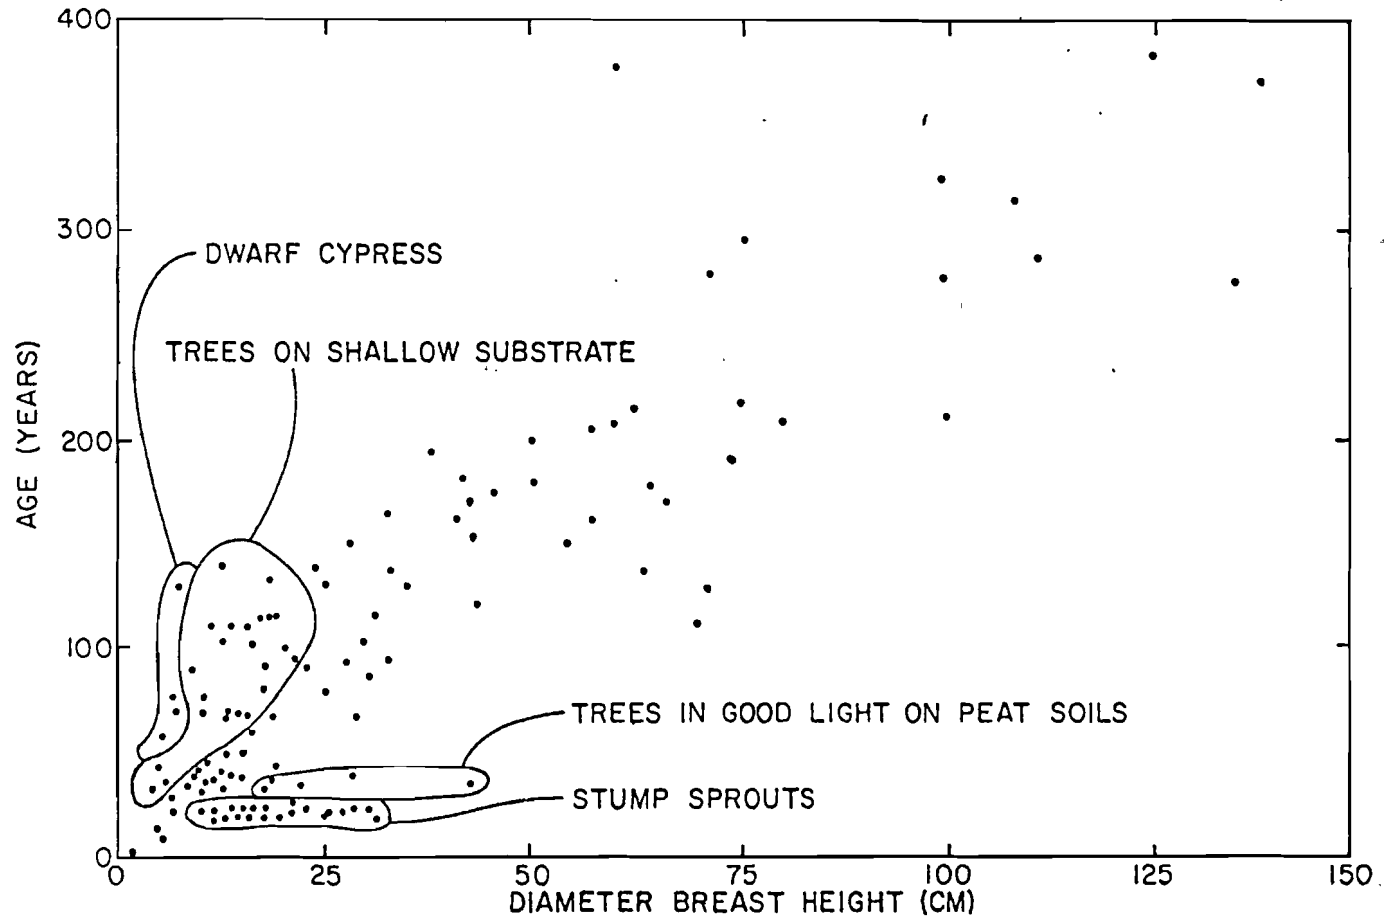 400
300
DWARF CYPRESS
TREES ON SHALLOW SUBSTRATE
AGE (YEARS)
200
100
TREES IN GOOD LIGHT ON PEAT SOILS
STUMP SPROUTS
0
0 25 50 75 100 125 150
DIAMETER BREAST HEIGHT (CM)